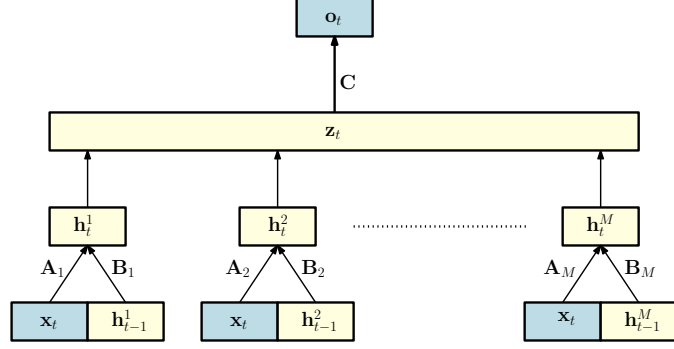 𝐨_t
𝐂
𝐳_t
𝐡_t^1 𝐡_t^2 𝐡_t^M
𝐀_1 𝐁_1 𝐀_2 𝐁_2 𝐀_M 𝐁_M
𝐱_t 𝐡_{t−1}^1 𝐱_t 𝐡_{t−1}^2 𝐱_t 𝐡_{t−1}^M